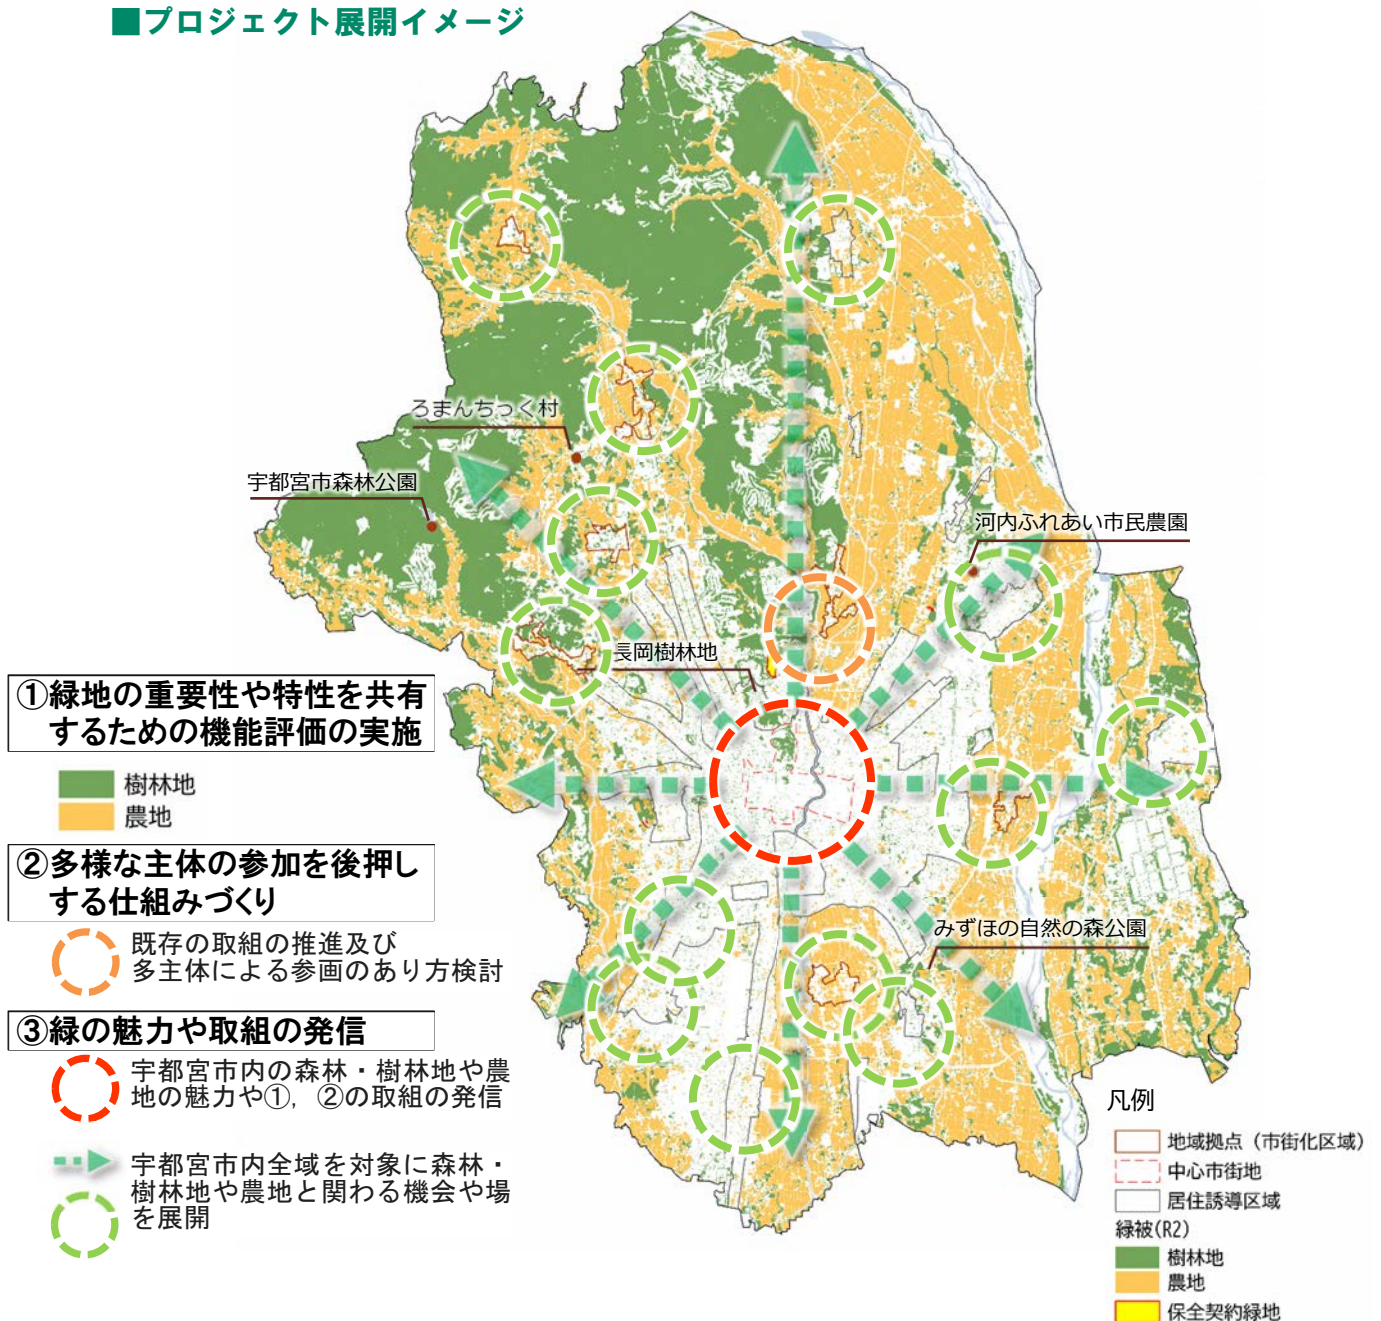 ■プロジェクト展開イメージ
ろまんちっく村
宇都宮市森林公園
河内ふれあい市民農園
長岡樹林地
みずほの自然の森公園
①緑地の重要性や特性を共有
するための機能評価の実施
樹林地
農地
②多様な主体の参加を後押し
する仕組みづくり
既存の取組の推進及び
多主体による参画のあり方検討
③緑の魅力や取組の発信
宇都宮市内の森林・樹林地や農
地の魅力や①，②の取組の発信
宇都宮市内全域を対象に森林・
樹林地や農地と関わる機会や場
を展開
凡例
地域拠点（市街化区域）
中心市街地
居住誘導区域
緑被(R2)
樹林地
農地
保全契約緑地